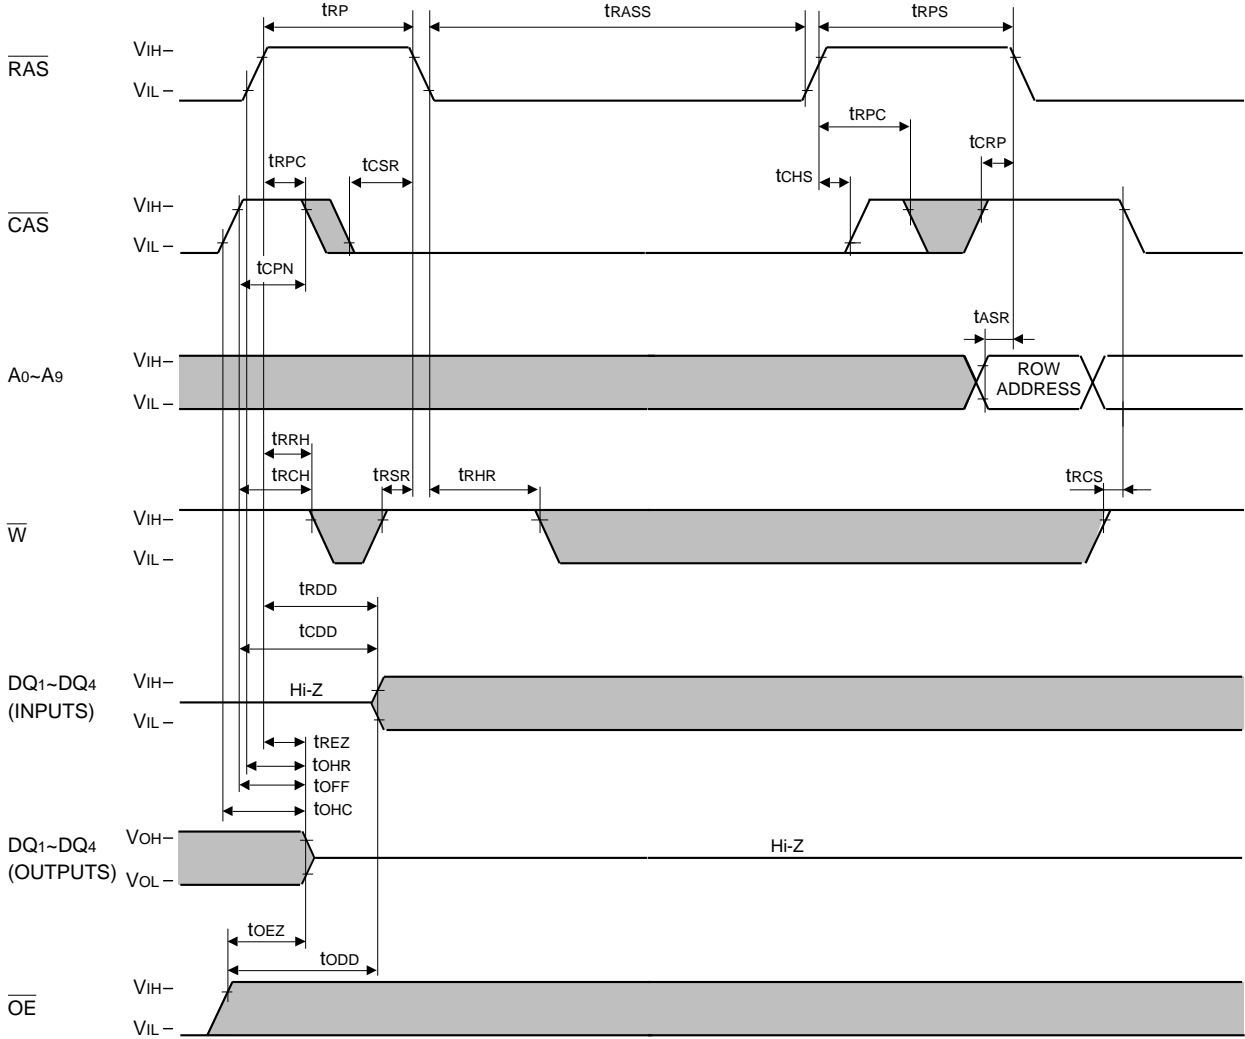 tRP tRASS tRPS
VIH
RAS
VIL
tRPC
tCRP
tRPC tCSR
tCHS
VIH
CAS
VIL
tCPN
tASR
VIH
A0~A9 ROW
ADDRESS
VIL
tRRH
tRCH tRSR tRHR tRCS
VIH
W
VIL
tRDD
tCDD
DQ1~DQ4 VIH
Hi-Z
(INPUTS) VIL
tREZ
tOHR
tOFF
tOHC
DQ1~DQ4 VOH Hi-Z
(OUTPUTS) VOL
tOEZ
tODD
VIH
OE
VIL